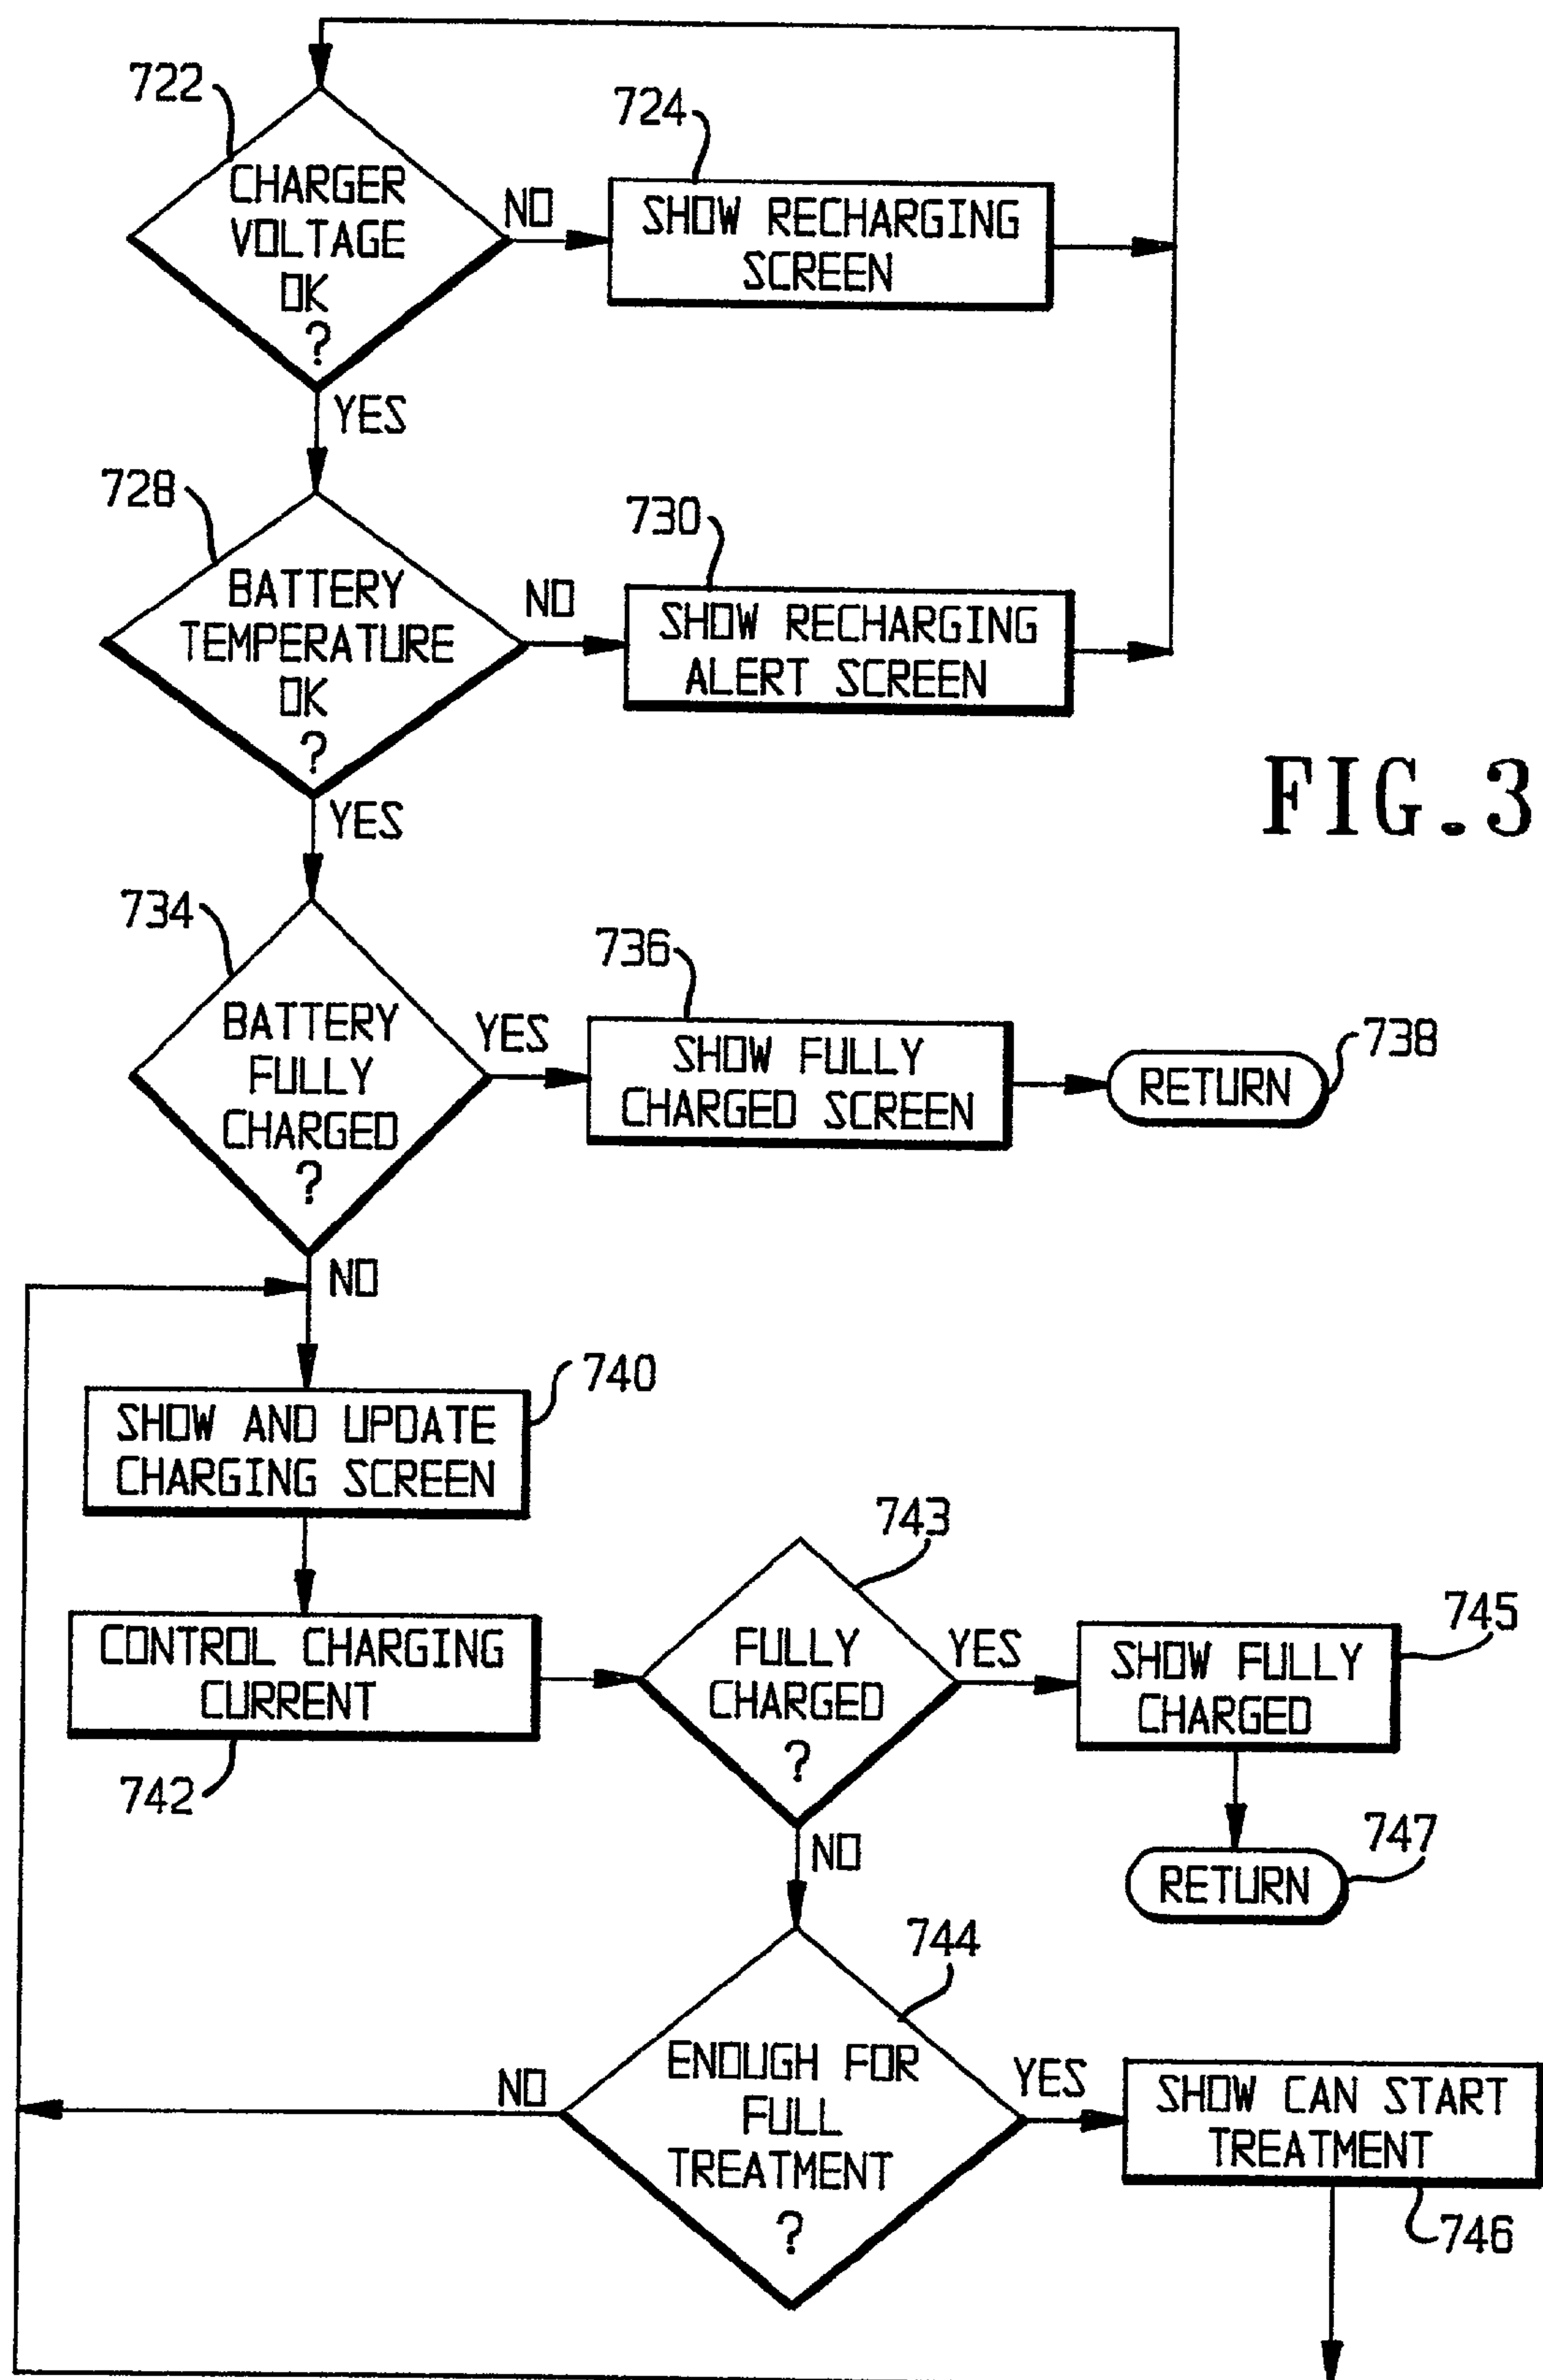 722
CHARGER
VOLTAGE
OK
?
NO
724
SHOW RECHARGING
SCREEN
YES
728
BATTERY
TEMPERATURE
OK
?
NO
730
SHOW RECHARGING
ALERT SCREEN
FIG.3
YES
734
BATTERY
FULLY
CHARGED
?
YES
736
SHOW FULLY
CHARGED SCREEN
RETURN
738
NO
740
SHOW AND UPDATE
CHARGING SCREEN
CONTROL CHARGING
CURRENT
742
743
FULLY
CHARGED
?
YES
745
SHOW FULLY
CHARGED
747
RETURN
NO
744
ENOUGH FOR
FULL
TREATMENT
?
NO
YES
SHOW CAN START
TREATMENT
746